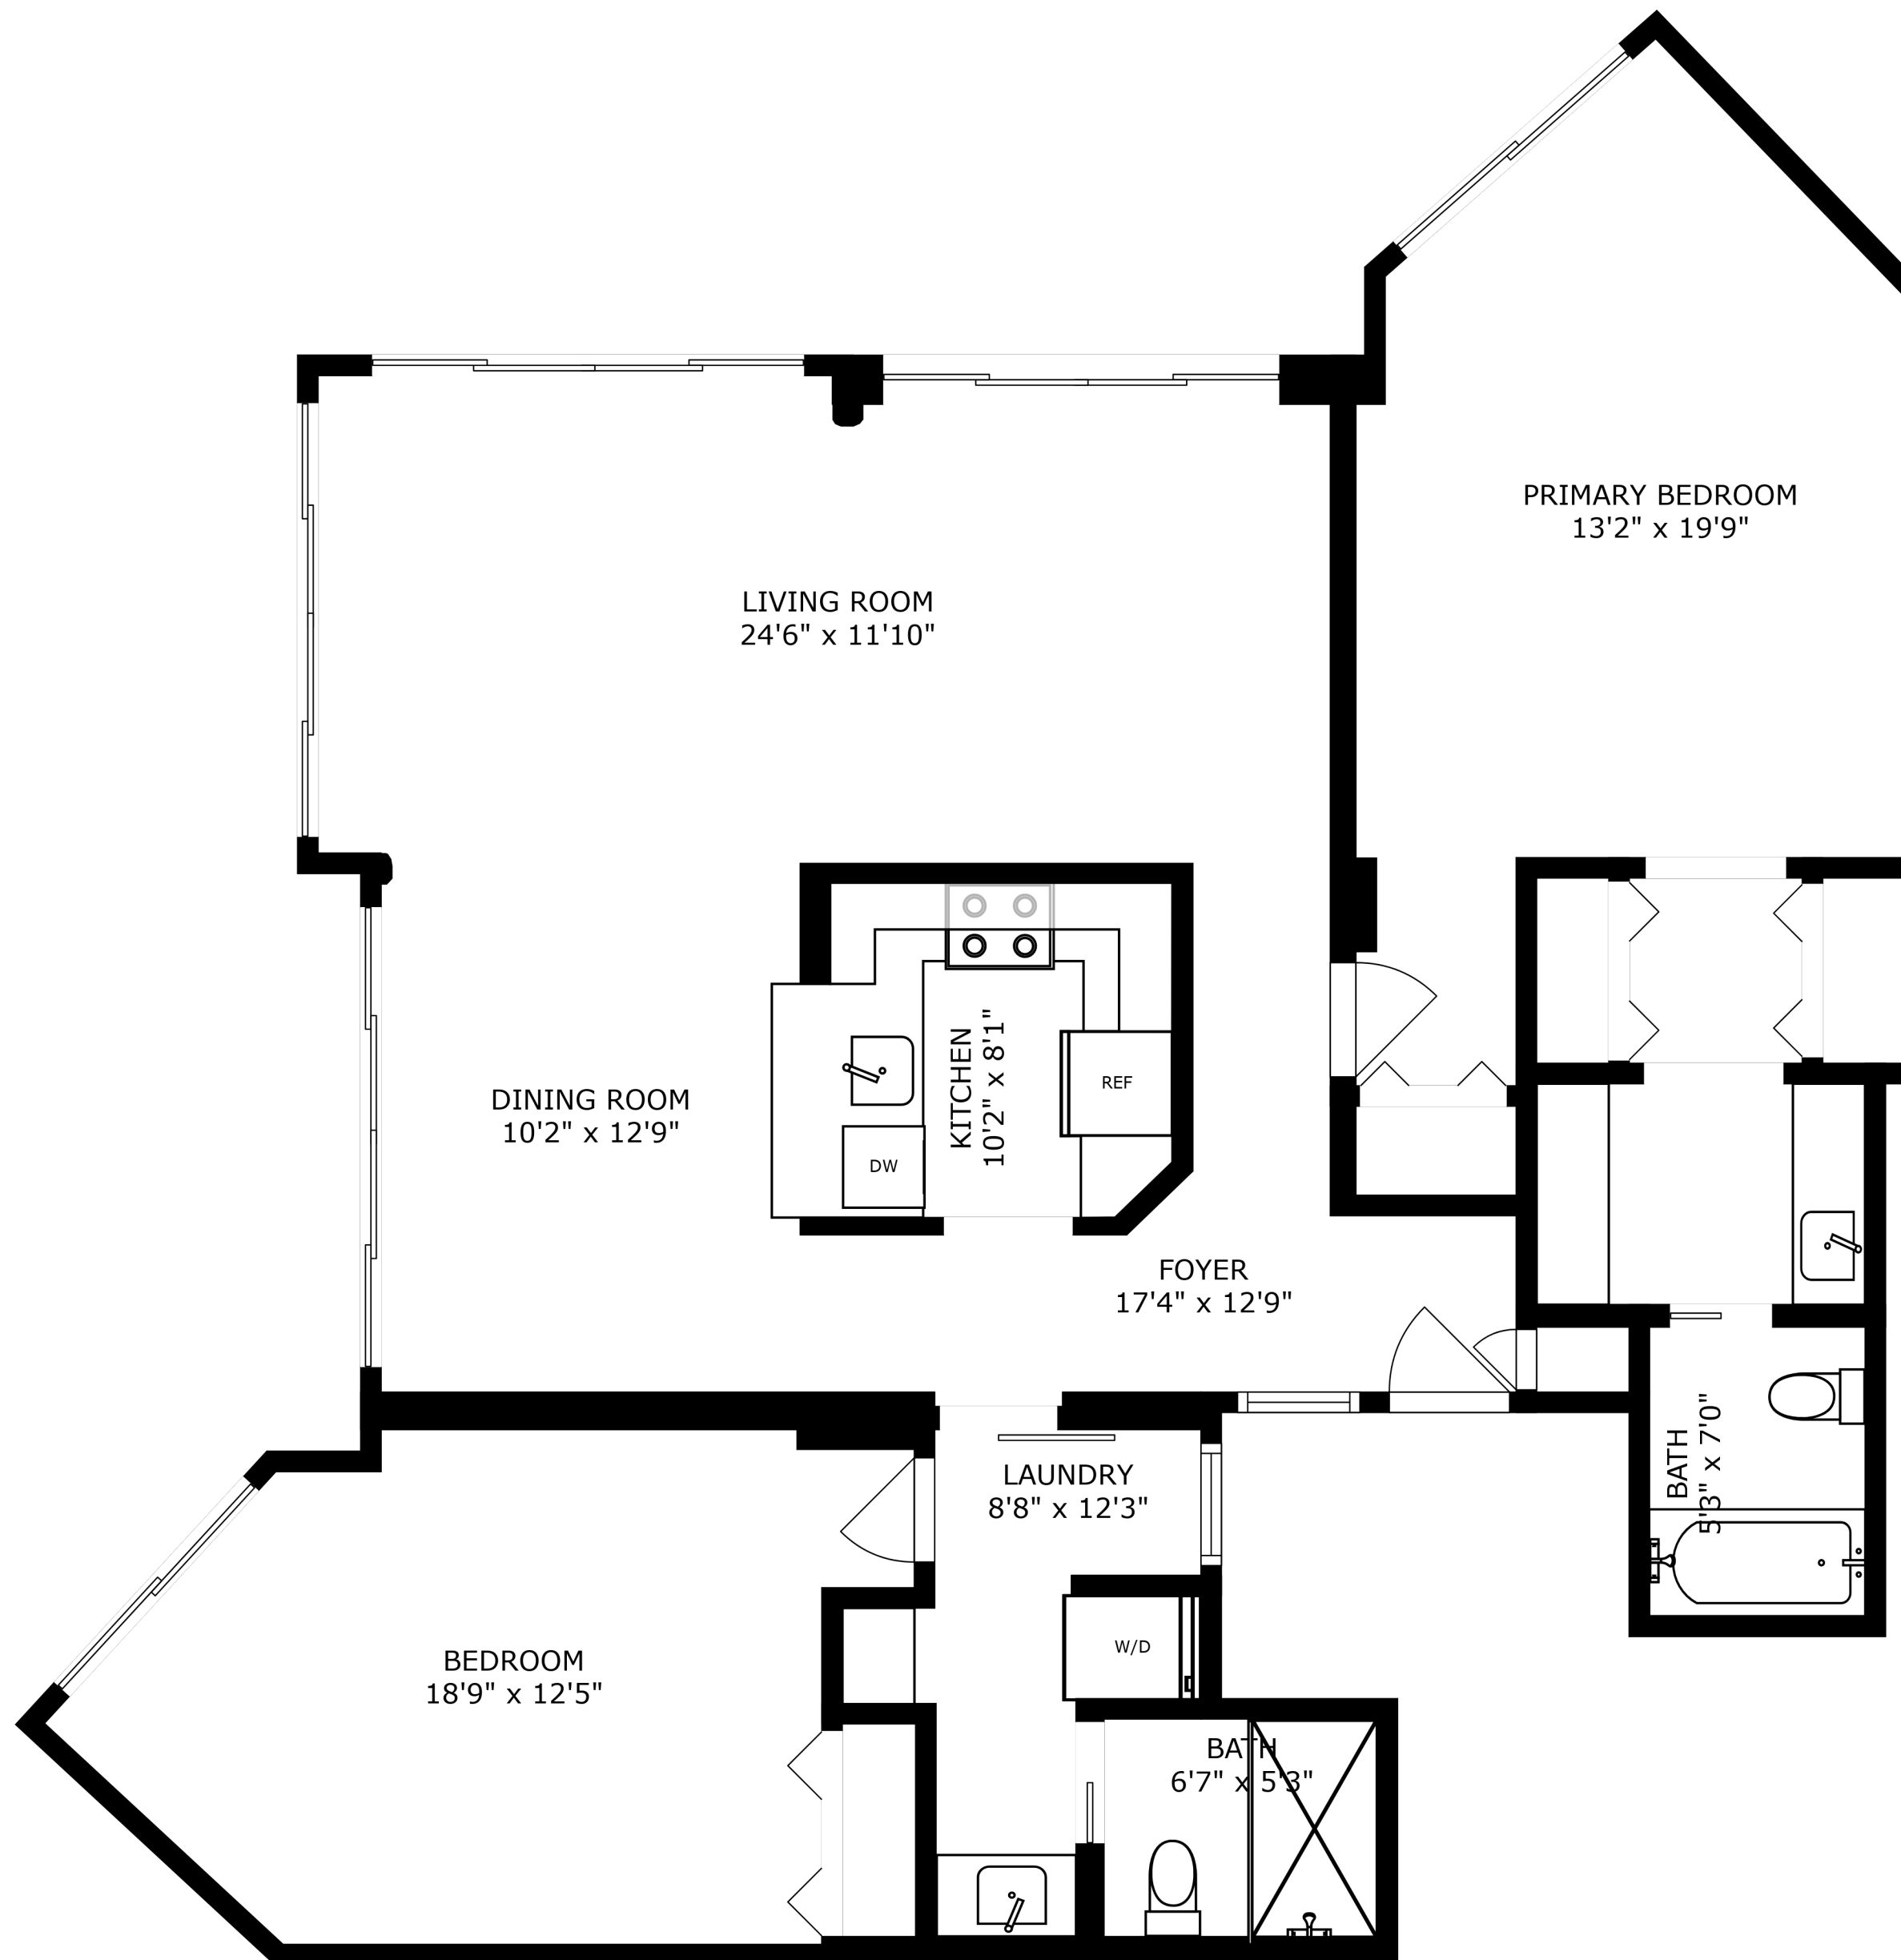 PRIMARY BEDROOM
13'2" x 19'9"
LIVING ROOM
24'6" x 11'10"
DINING ROOM
10'2" x 12'9"
KITCHEN
10'2" x 8'1"
REF
DW
FOYER
17'4" x 12'9"
BATH
5'3" x 7'0"
LAUNDRY
8'8" x 12'3"
W/D
BEDROOM
18'9" x 12'5"
BATH
6'7" x 5'3"